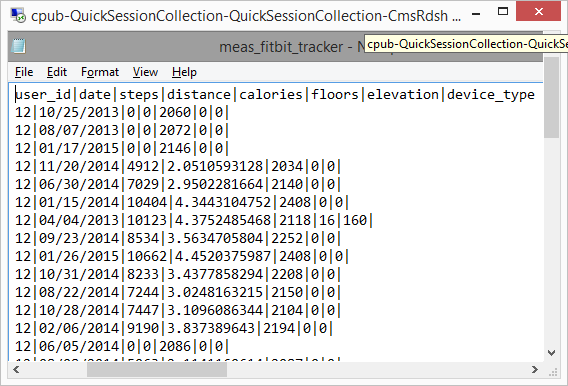 cpub-QuickSessionCollection-QuickSessionCollection-CmsRdsh ...
meas_fitbit_tracker - N
cpub-QuickSessionCollection-QuickSe
File Edit Format View Help
user_id|date|steps|distance|calories|floors|elevation|device_type
12|10/25/2013|0|0|2060|0|0|
12|08/07/2013|0|0|2072|0|0|
12|01/17/2015|0|0|2146|0|0|
12|11/20/2014|4912|2.0510593128|2034|0|0|
12|06/30/2014|7029|2.9502281664|2140|0|0|
12|01/15/2014|10404|4.3443104752|2408|0|0|
12|04/04/2013|10123|4.3752485468|2118|16|160|
12|09/23/2014|8534|3.5634705804|2252|0|0|
12|01/26/2015|10662|4.4520375987|2408|0|0|
12|10/31/2014|8233|3.4377858294|2208|0|0|
12|08/22/2014|7244|3.0248163215|2150|0|0|
12|10/28/2014|7447|3.1096086344|2104|0|0|
12|02/06/2014|9190|3.837389643|2194|0|0|
12|06/05/2014|0|0|2086|0|0|